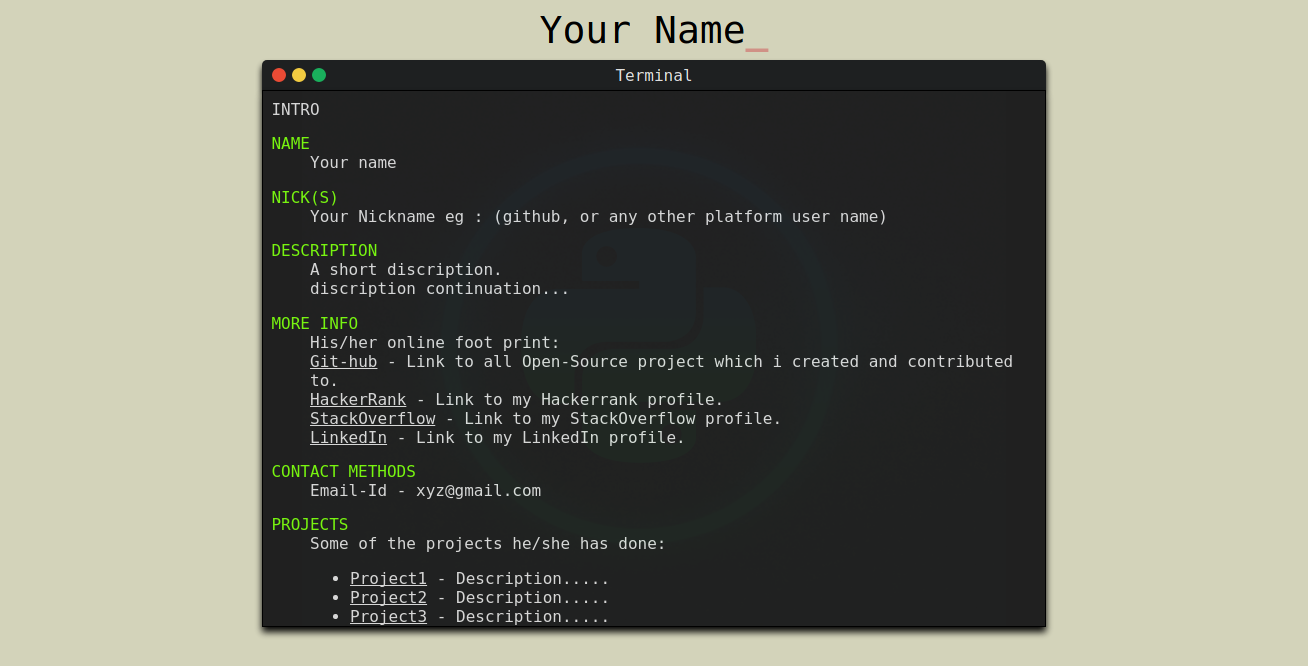 Your Name_
Terminal
INTRO
NAME
Your name
NICK(S)
Your Nickname eg : (github, or any other platform user name)
DESCRIPTION
A short discription.
discription continuation...
MORE INFO
His/her online foot print:
Git-hub - Link to all Open-Source project which i created and contributed
to.
HackerRank - Link to my Hackerrank profile.
StackOverflow - Link to my StackOverflow profile.
LinkedIn - Link to my LinkedIn profile.
CONTACT METHODS
Email-Id - xyz@gmail.com
PROJECTS
Some of the projects he/she has done:
• Project1 - Description.....
• Project2 - Description.....
• Project3 - Description.....